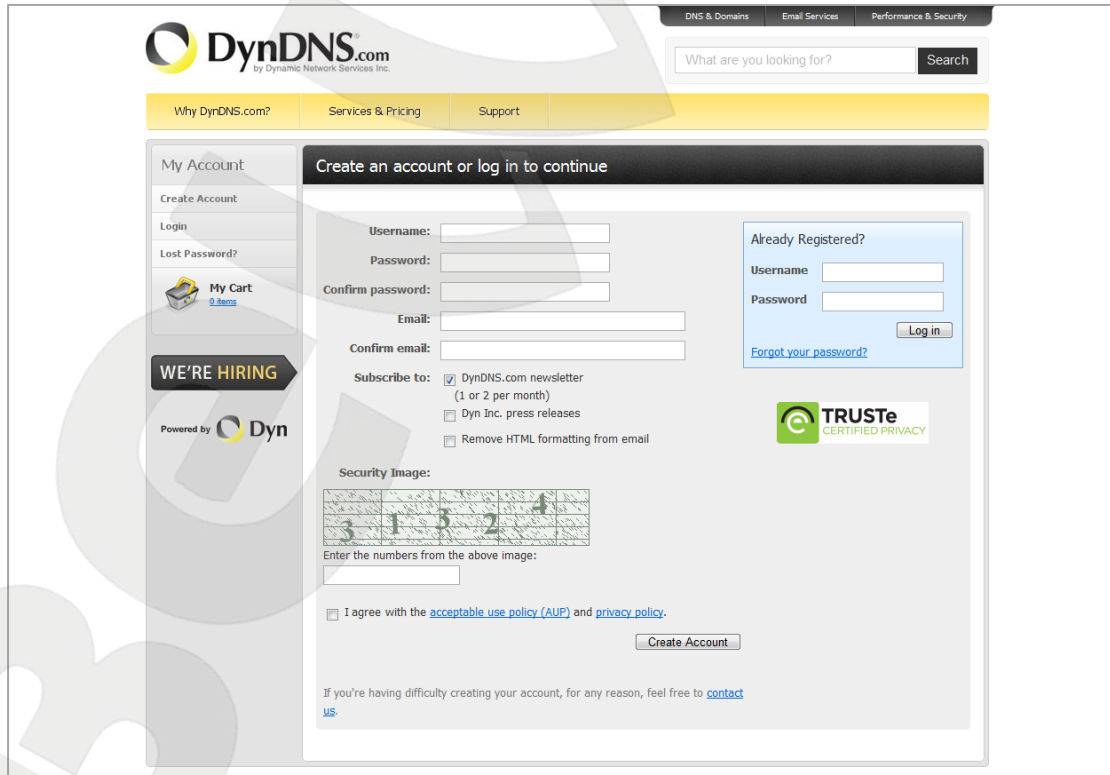 DNS & Domains Email Services Performance & Security
DynDNS.com
by Dynamic Network Services Inc.
What are you looking for? Search
Why DynDNS.com? Services & Pricing Support
My Account
Create Account
Login
Lost Password?
My Cart
0 items
WE'RE HIRING
Powered by Dyn
Create an account or log in to continue
Username:
Password:
Confirm password:
Email:
Confirm email:
Subscribe to: DynDNS.com newsletter
(1 or 2 per month)
Dyn Inc. press releases
Remove HTML formatting from email
Security Image:
3 1 3 2 4
Enter the numbers from the above image:
I agree with the acceptable use policy (AUP) and privacy policy.
Create Account
If you're having difficulty creating your account, for any reason, feel free to contact
us.
Already Registered?
Username
Password
Log in
Forgot your password?
TRUSTe
CERTIFIED PRIVACY